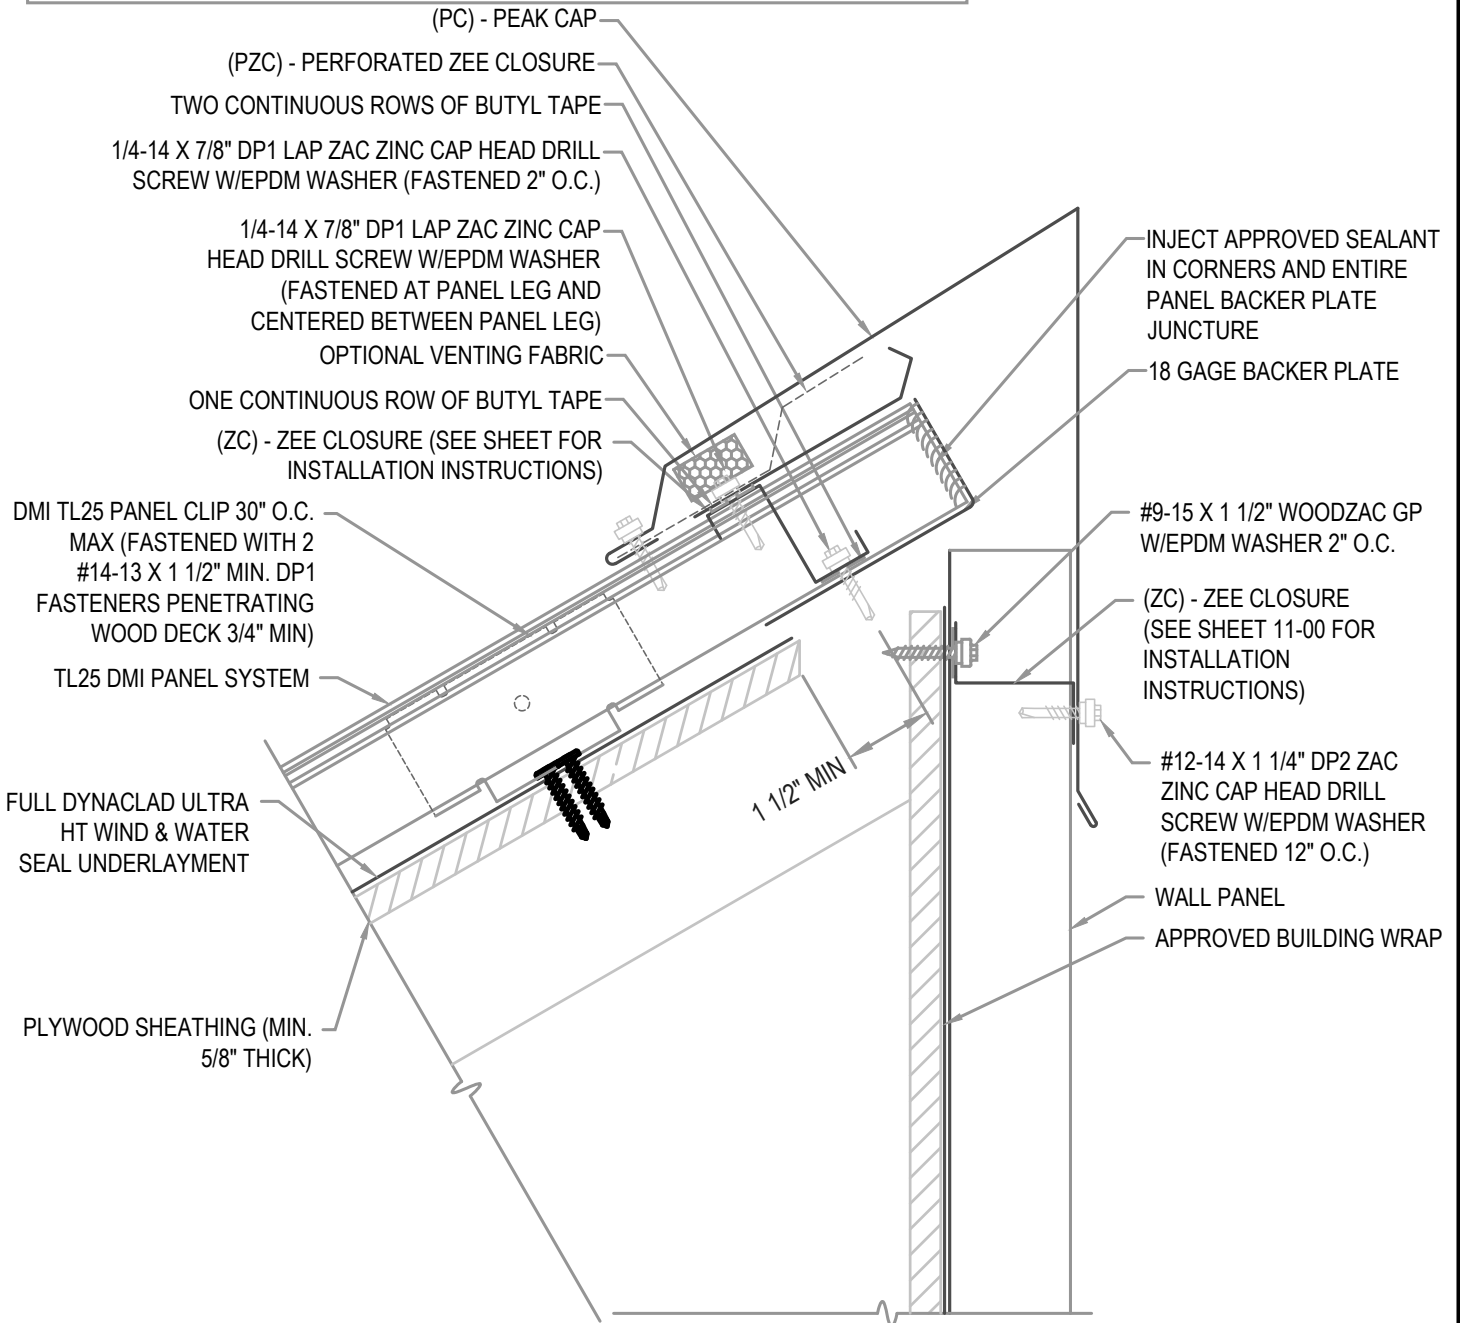 (PC) - PEAK CAP
(PZC) - PERFORATED ZEE CLOSURE
TWO CONTINUOUS ROWS OF BUTYL TAPE
1/4-14 X 7/8" DP1 LAP ZAC ZINC CAP HEAD DRILL
SCREW W/EPDM WASHER (FASTENED 2" O.C.)
1/4-14 X 7/8" DP1 LAP ZAC ZINC CAP
HEAD DRILL SCREW W/EPDM WASHER
(FASTENED AT PANEL LEG AND
CENTERED BETWEEN PANEL LEG)
OPTIONAL VENTING FABRIC
ONE CONTINUOUS ROW OF BUTYL TAPE
(ZC) - ZEE CLOSURE (SEE SHEET FOR
INSTALLATION INSTRUCTIONS)
DMI TL25 PANEL CLIP 30" O.C.
MAX (FASTENED WITH 2
#14-13 X 1 1/2" MIN. DP1
FASTENERS PENETRATING
WOOD DECK 3/4" MIN)
TL25 DMI PANEL SYSTEM
FULL DYNACLAD ULTRA
HT WIND & WATER
SEAL UNDERLAYMENT
PLYWOOD SHEATHING (MIN.
5/8" THICK)
1 1/2" MIN
INJECT APPROVED SEALANT
IN CORNERS AND ENTIRE
PANEL BACKER PLATE
JUNCTURE
18 GAGE BACKER PLATE
#9-15 X 1 1/2" WOODZAC GP
W/EPDM WASHER 2" O.C.
(ZC) - ZEE CLOSURE
(SEE SHEET 11-00 FOR
INSTALLATION
INSTRUCTIONS)
#12-14 X 1 1/4" DP2 ZAC
ZINC CAP HEAD DRILL
SCREW W/EPDM WASHER
(FASTENED 12" O.C.)
WALL PANEL
APPROVED BUILDING WRAP